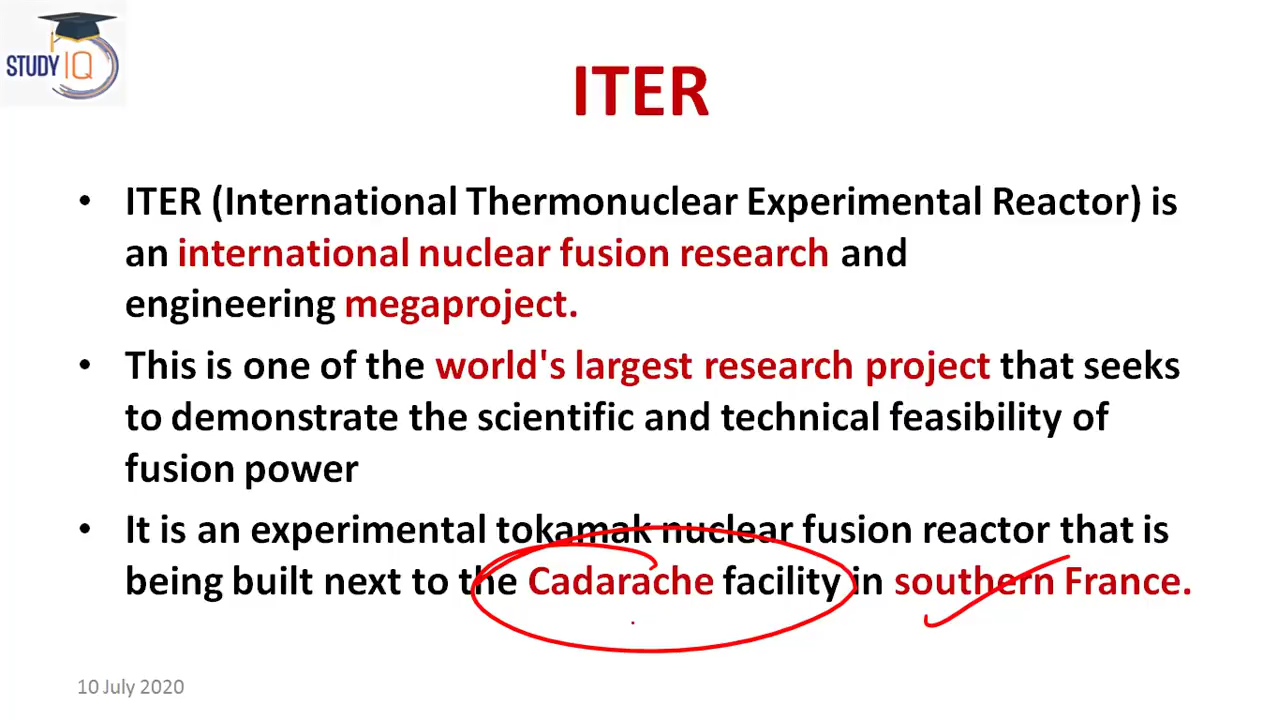 STUDY IQ
ITER
• ITER (International Thermonuclear Experimental Reactor) is
an international nuclear fusion research and
engineering megaproject.
• This is one of the world's largest research project that seeks
to demonstrate the scientific and technical feasibility of
fusion power
• It is an experimental tokamak nuclear fusion reactor that is
being built next to the Cadarache facility in southern France.
10 July 2020